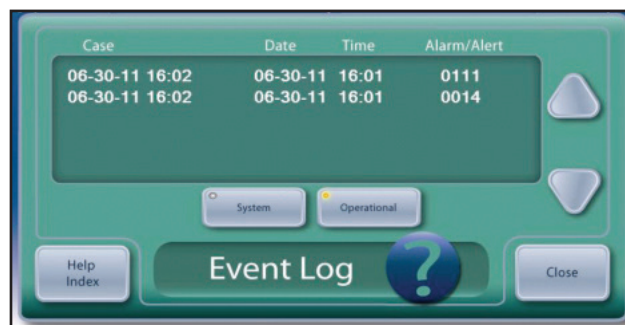 Case Date Time Alarm/Alert
06-30-11 16:02 06-30-11 16:01 0111
06-30-11 16:02 06-30-11 16:01 0014
System Operational
Help
Index
Event Log ?
Close